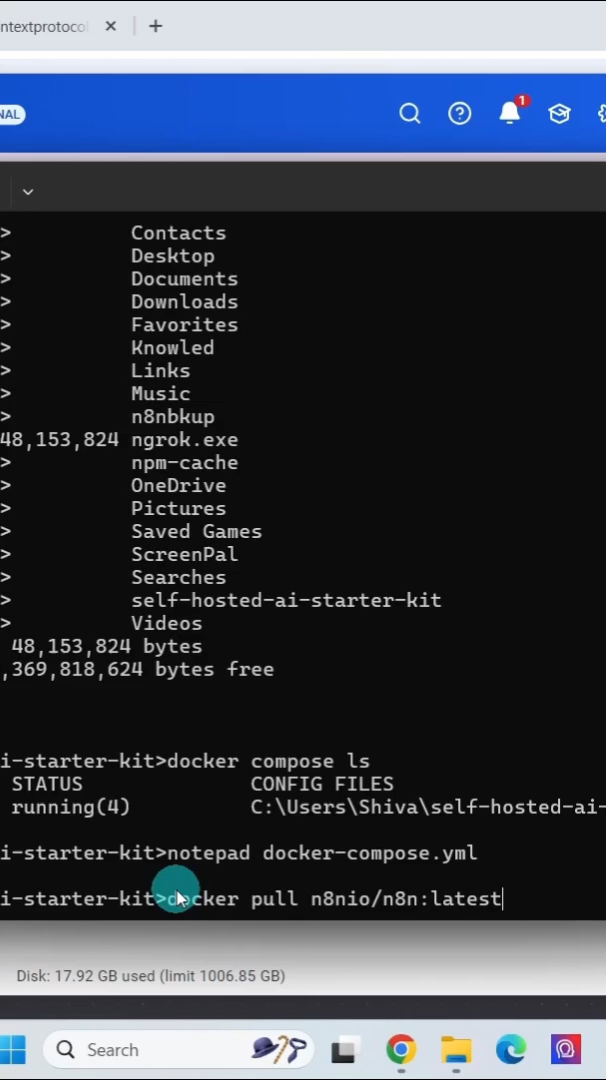 ntextprotocol
NAL
1
> Contacts
> Desktop
> Documents
> Downloads
> Favorites
> Knowled
> Links
> Music
> n8nbkup
48,153,824 ngrok.exe
> npm-cache
> OneDrive
> Pictures
> Saved Games
> ScreenPal
> Searches
> self-hosted-ai-starter-kit
> Videos
48,153,824 bytes
,369,818,624 bytes free
i-starter-kit>docker compose ls
STATUS CONFIG FILES
running(4) C:\Users\Shiva\self-hosted-ai-
i-starter-kit>notepad docker-compose.yml
i-starter-kit>docker pull n8nio/n8n:latest
Disk: 17.92 GB used (limit 1006.85 GB)
Search